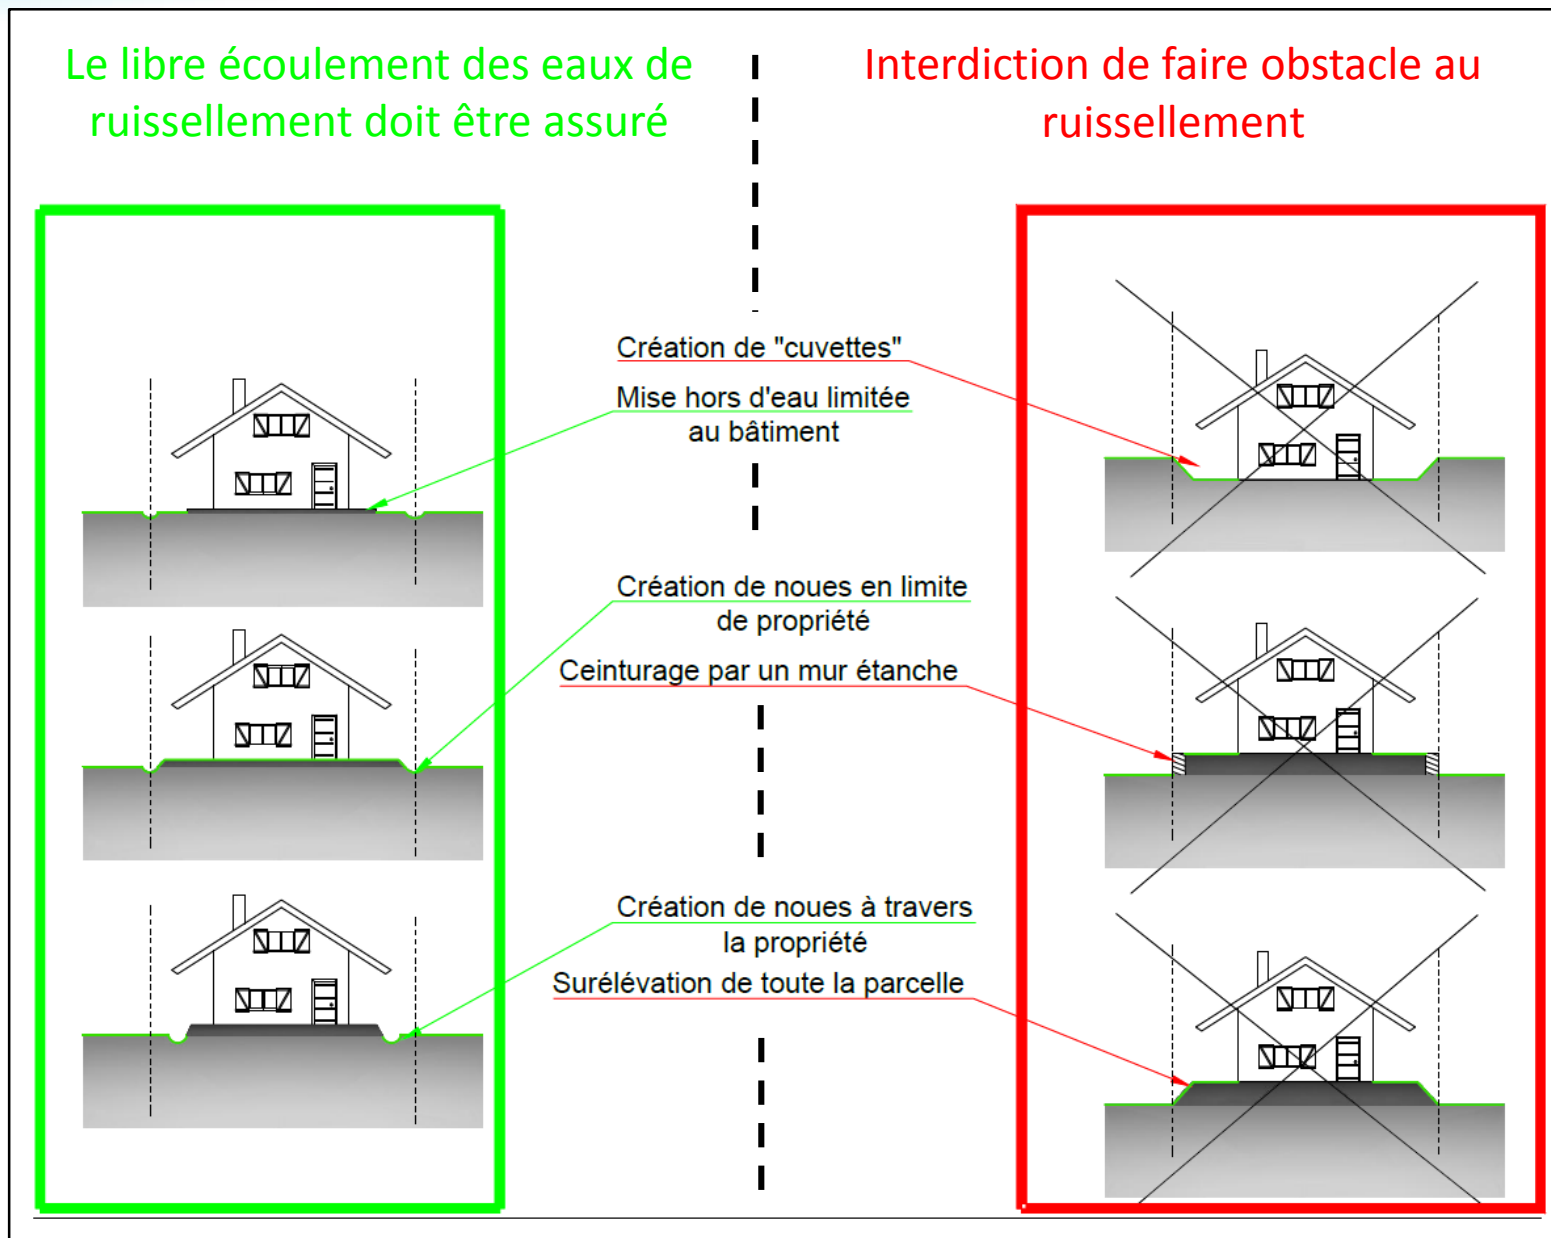 Le libre écoulement des eaux de
ruissellement doit être assuré
Interdiction de faire obstacle au
ruissellement
Création de "cuvettes"
Mise hors d'eau limitée
au bâtiment
Création de noues en limite
de propriété
Ceinturage par un mur étanche
Création de noues à travers
la propriété
Surélévation de toute la parcelle